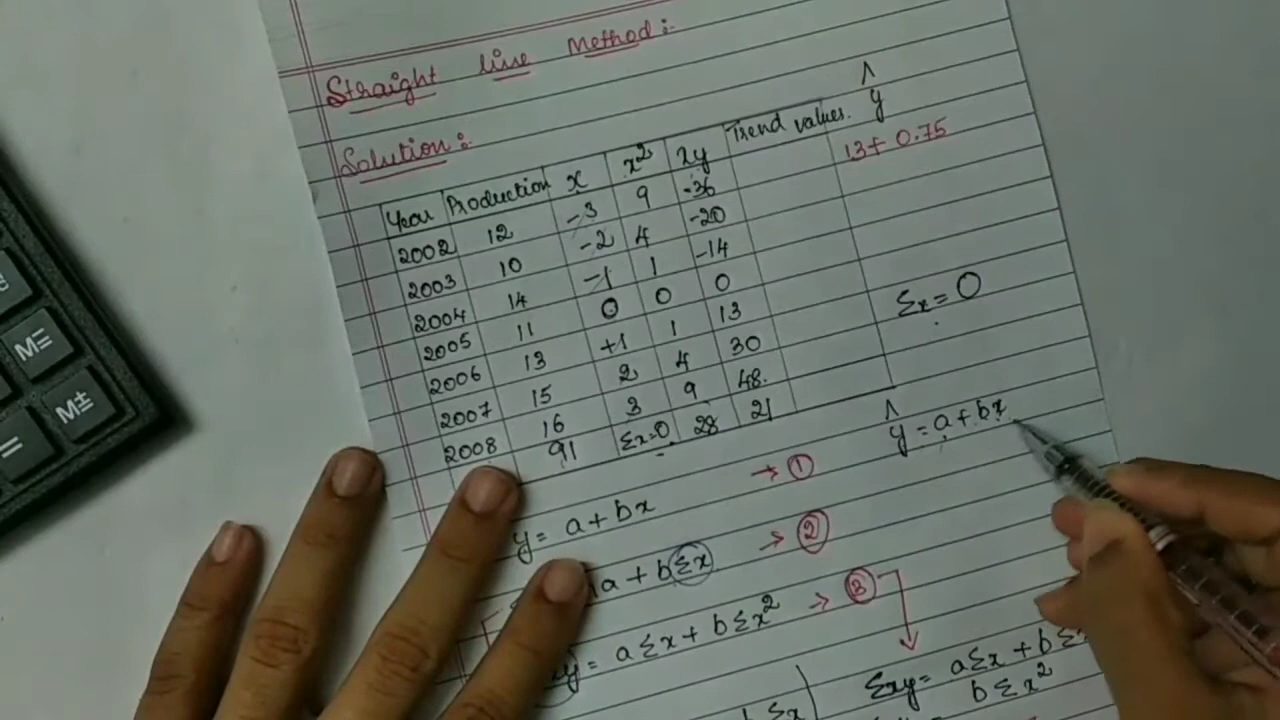 Straight line Method:
Solution:
Year Production x x² xy Trend values. ^y
2002 12 -3 9 -36 13+ 0.75
2003 10 -2 4 -20
2004 14 -1 1 -14
2005 11 0 0 0
2006 13 +1 1 13 Σx = 0
2007 15 2 4 30
2008 16 3 9 48.
91 Σx=0 28 21
ŷ = a + bx
y = a + bx → ①
a + bΣx → ②
xy = aΣx + bΣx² → ③
Σxy = aΣx + bΣ
bΣx²
Σx
M=
M±
=